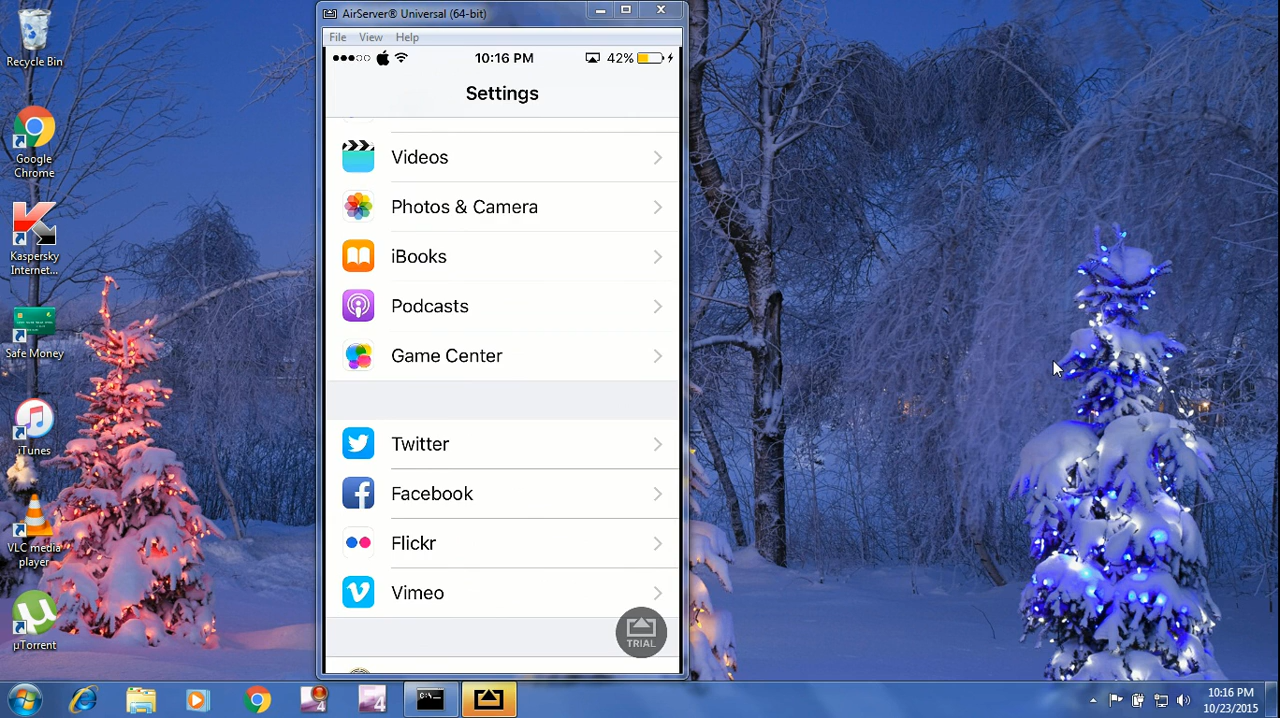 Recycle Bin
Google
Chrome
Kaspersky
Internet...
Safe Money
iTunes
VLC media
player
µTorrent
AirServer® Universal (64-bit)
File View Help
10:16 PM
42%
Settings
Videos
Photos & Camera
iBooks
Podcasts
Game Center
Twitter
Facebook
Flickr
Vimeo
TRIAL
C:\
4
4
10:16 PM
10/23/2015